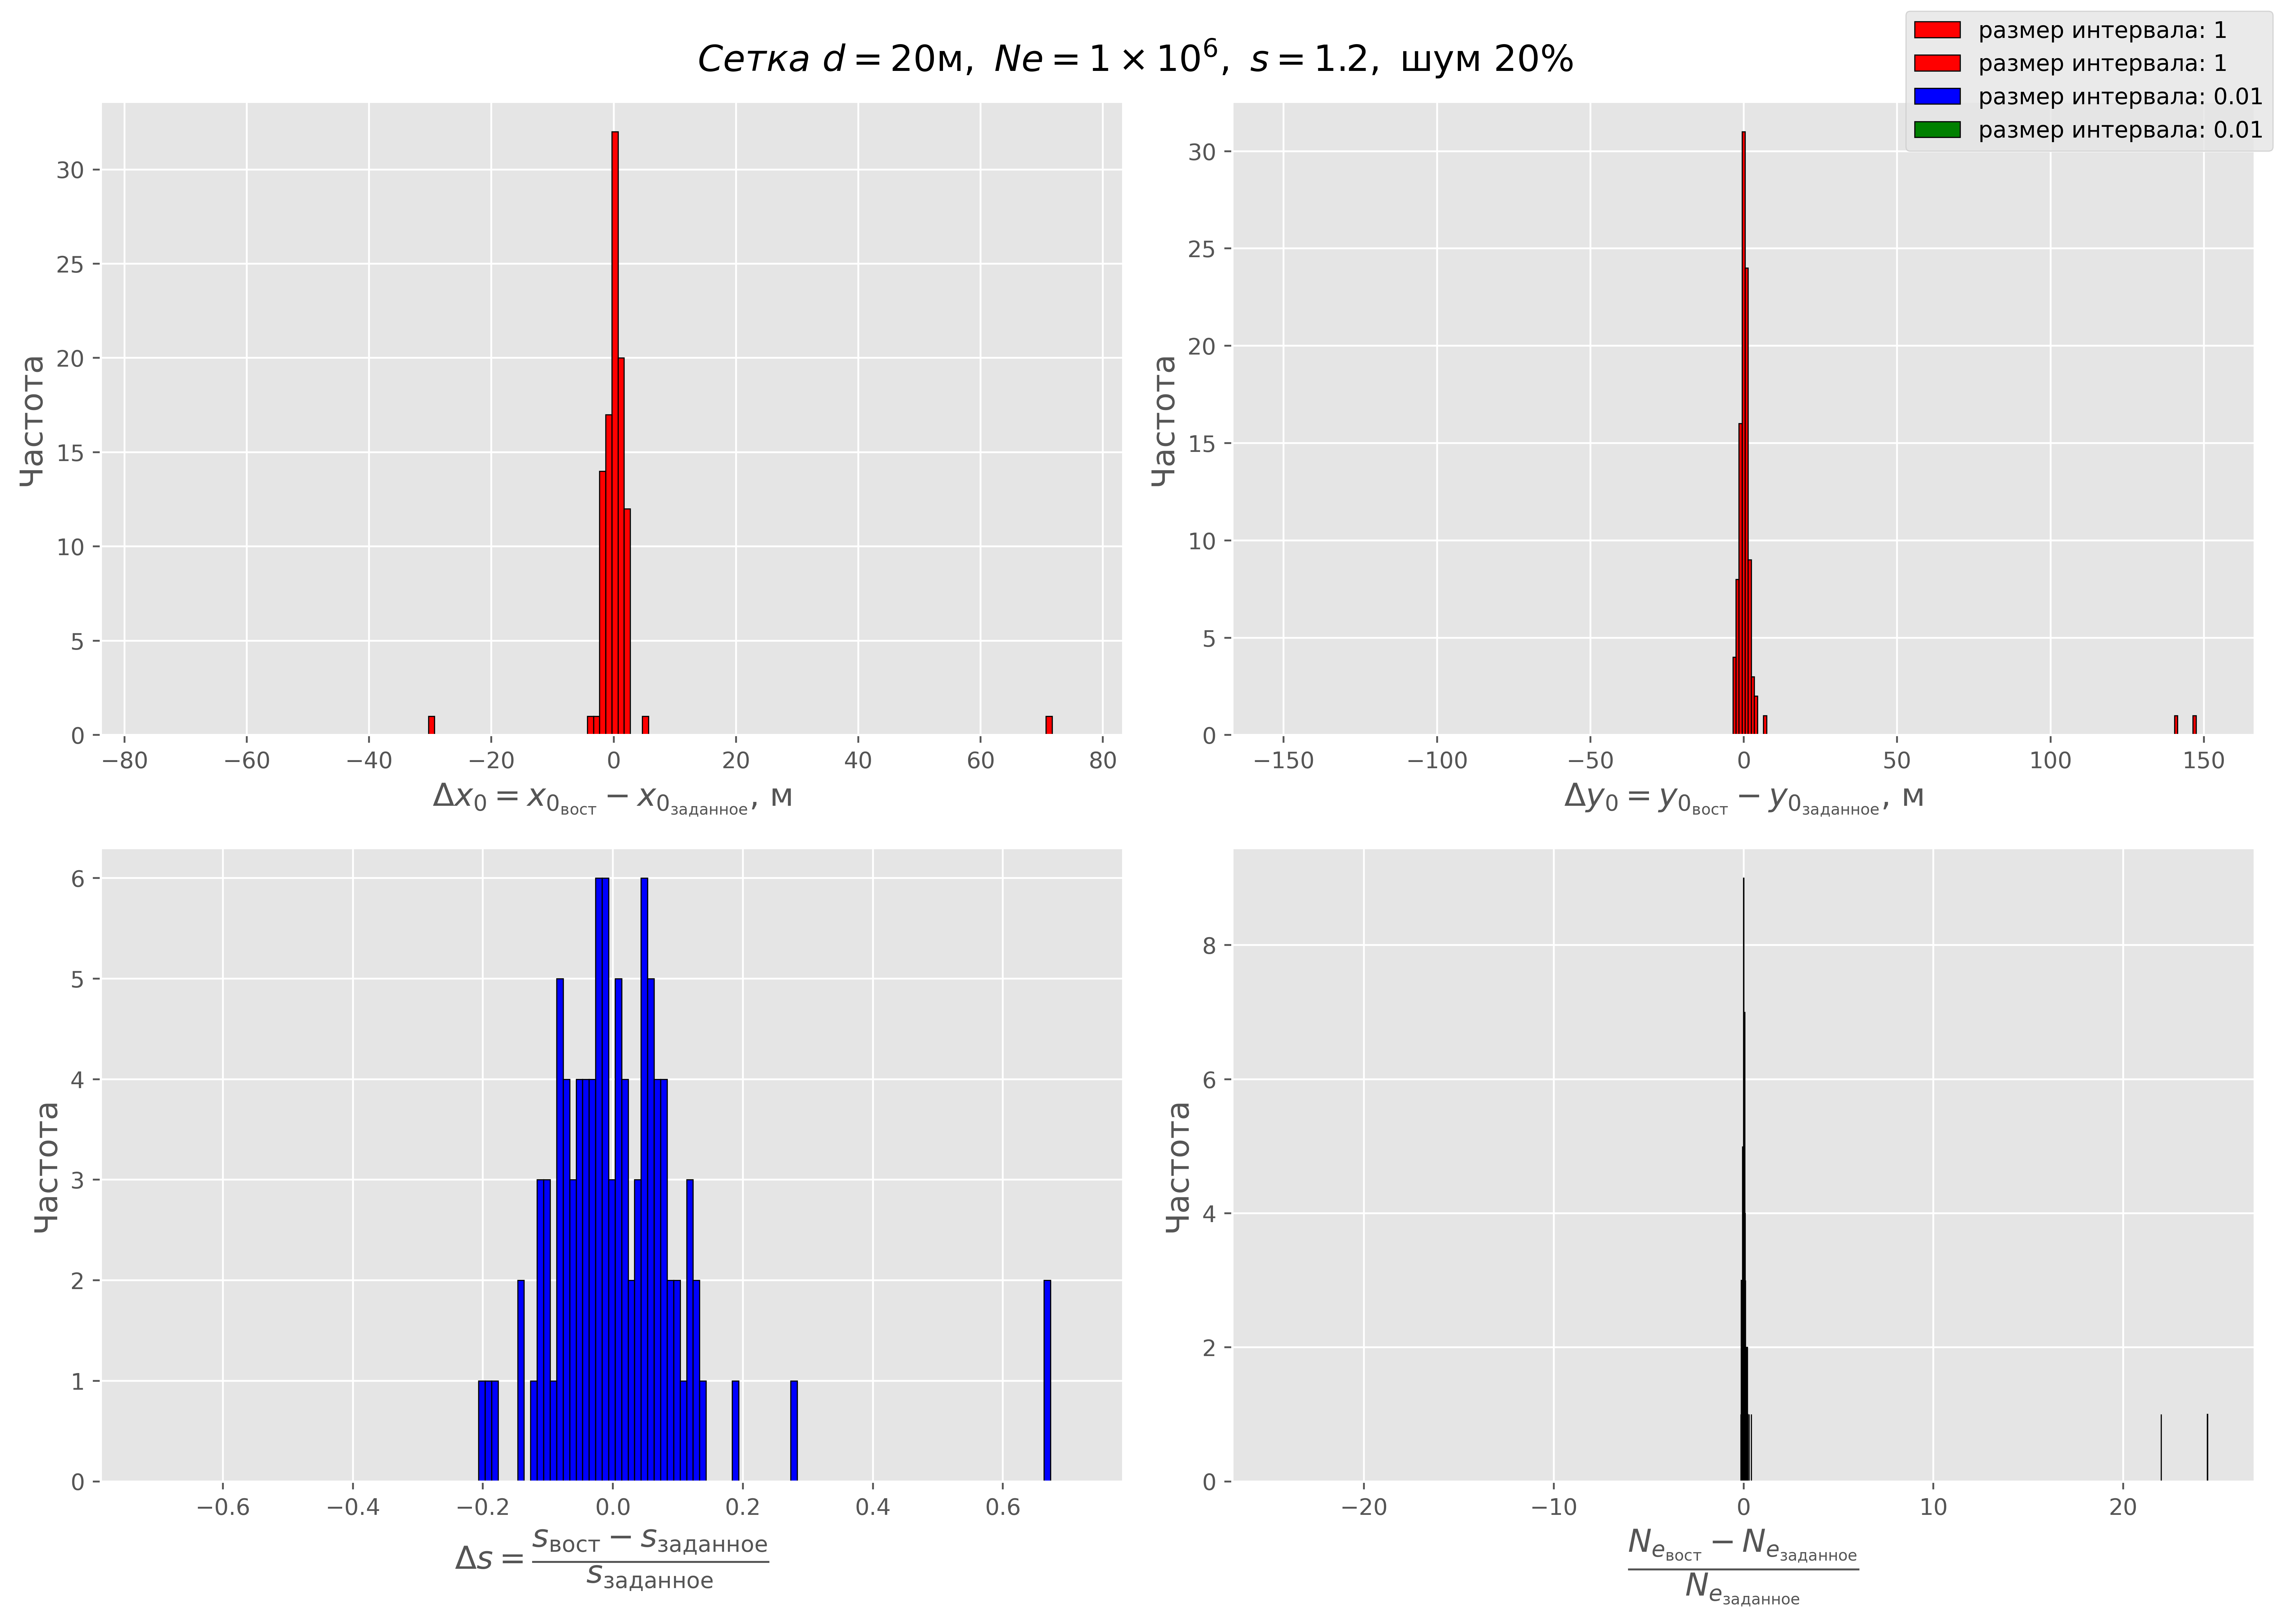 Сетка d = 20м, Ne = 1 × 10⁶, s = 1.2, шум 20%
размер интервала: 1
размер интервала: 1
размер интервала: 0.01
размер интервала: 0.01
Частота
30
25
20
15
10
5
0
−80 −60 −40 −20 0 20 40 60 80
Δx₀ = x₀вост − x₀заданное, м
Частота
30
25
20
15
10
5
0
−150 −100 −50 0 50 100 150
Δy₀ = y₀вост − y₀заданное, м
Частота
6
5
4
3
2
1
0
−0.6 −0.4 −0.2 0.0 0.2 0.4 0.6
Δs = sвост − sзаданное
sзаданное
Частота
8
6
4
2
0
−20 −10 0 10 20
Neвост − Neзаданное
Neзаданное